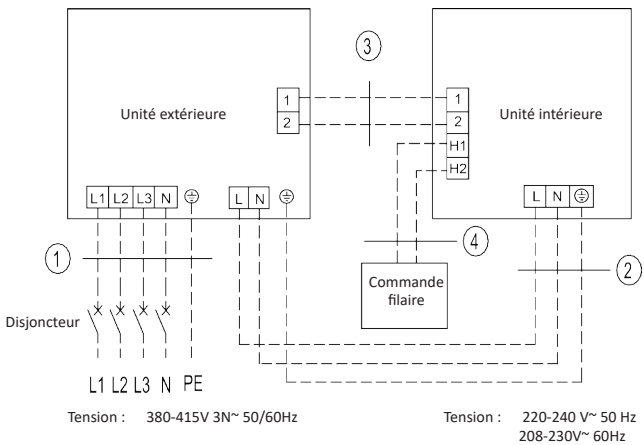 ③
Unité extérieure
1
2
1
2
H1
H2
Unité intérieure
L1 L2 L3 N
L N
L N
①
④
②
Commande
filaire
Disjoncteur
L1 L2 L3 N PE
Tension : 380-415V 3N~ 50/60Hz
Tension : 220-240 V~ 50 Hz
208-230V~ 60Hz